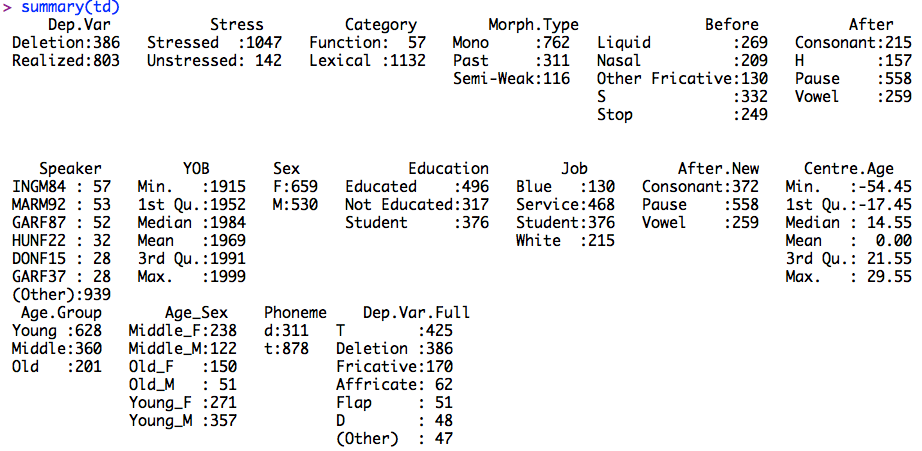 > summary(td)
Dep.Var Stress Category Morph.Type Before After
Deletion:386 Stressed :1047 Function: 57 Mono :762 Liquid :269 Consonant:215
Realized:803 Unstressed: 142 Lexical :1132 Past :311 Nasal :209 H :157
Semi-Weak:116 Other Fricative:130 Pause :558
S :332 Vowel :259
Stop :249
Speaker YOB Sex Education Job After.New Centre.Age
INGM84 : 57 Min. :1915 F:659 Educated :496 Blue :130 Consonant:372 Min. :-54.45
MARM92 : 53 1st Qu.:1952 M:530 Not Educated:317 Service:468 Pause :558 1st Qu.:-17.45
GARF87 : 52 Median :1984 Student :376 Student:376 Vowel :259 Median : 14.55
HUNF22 : 32 Mean :1969 White :215 Mean : 0.00
DONF15 : 28 3rd Qu.:1991 3rd Qu.: 21.55
GARF37 : 28 Max. :1999 Max. : 29.55
(Other):939
Age.Group Age_Sex Phoneme Dep.Var.Full
Young :628 Middle_F:238 d:311 T :425
Middle:360 Middle_M:122 t:878 Deletion :386
Old :201 Old_F :150 Fricative:170
Old_M : 51 Affricate: 62
Young_F :271 Flap : 51
Young_M :357 D : 48
(Other) : 47